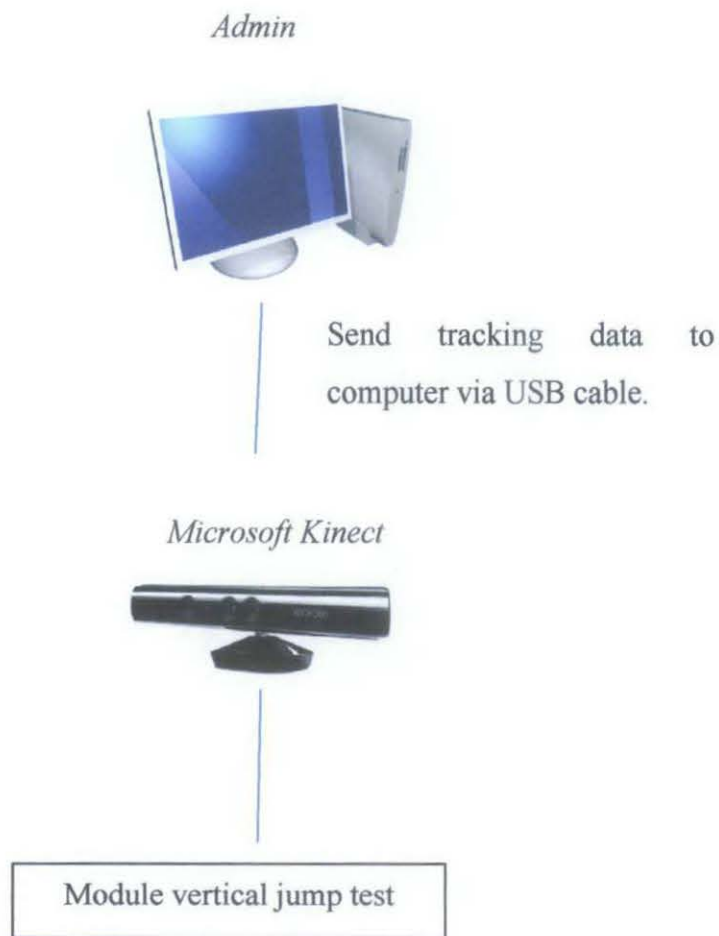 Admin
Send tracking data to
computer via USB cable.
Microsoft Kinect
Module vertical jump test